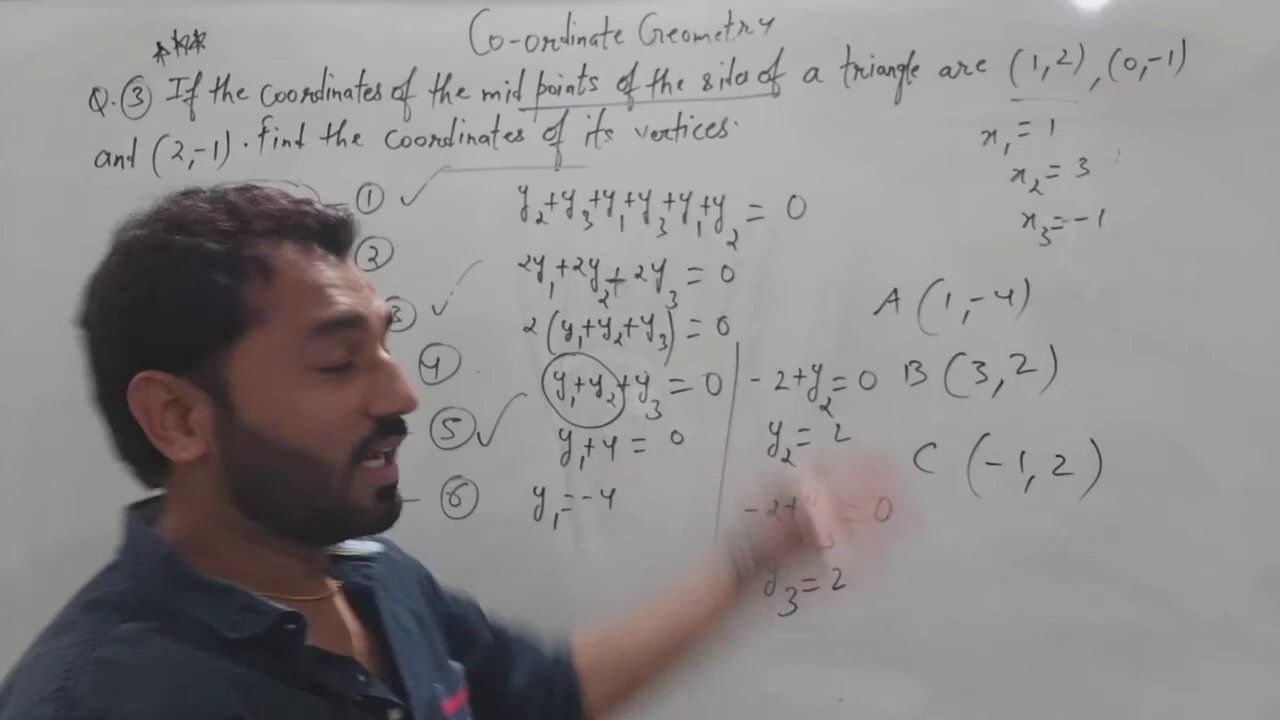 Co-ordinate Geometry
***
Q.③ If the coordinates of the mid points of the sides of a triangle are (1,2), (0,-1)
and (2,-1). find the coordinates of its vertices.
x₁ = 1
x₂ = 3
x₃ = -1
①
②
③
④
⑤
⑥
y₂+y₃+y₁+y₃+y₁+y₂ = 0
2y₁+2y₂+2y₃ = 0
2(y₁+y₂+y₃) = 0
y₁+y₂+y₃ = 0
y₁+4 = 0
y₁=-4
-2+y₂=0
y₂=2
y₃=2
A (1,-4)
B (3,2)
C (-1,2)